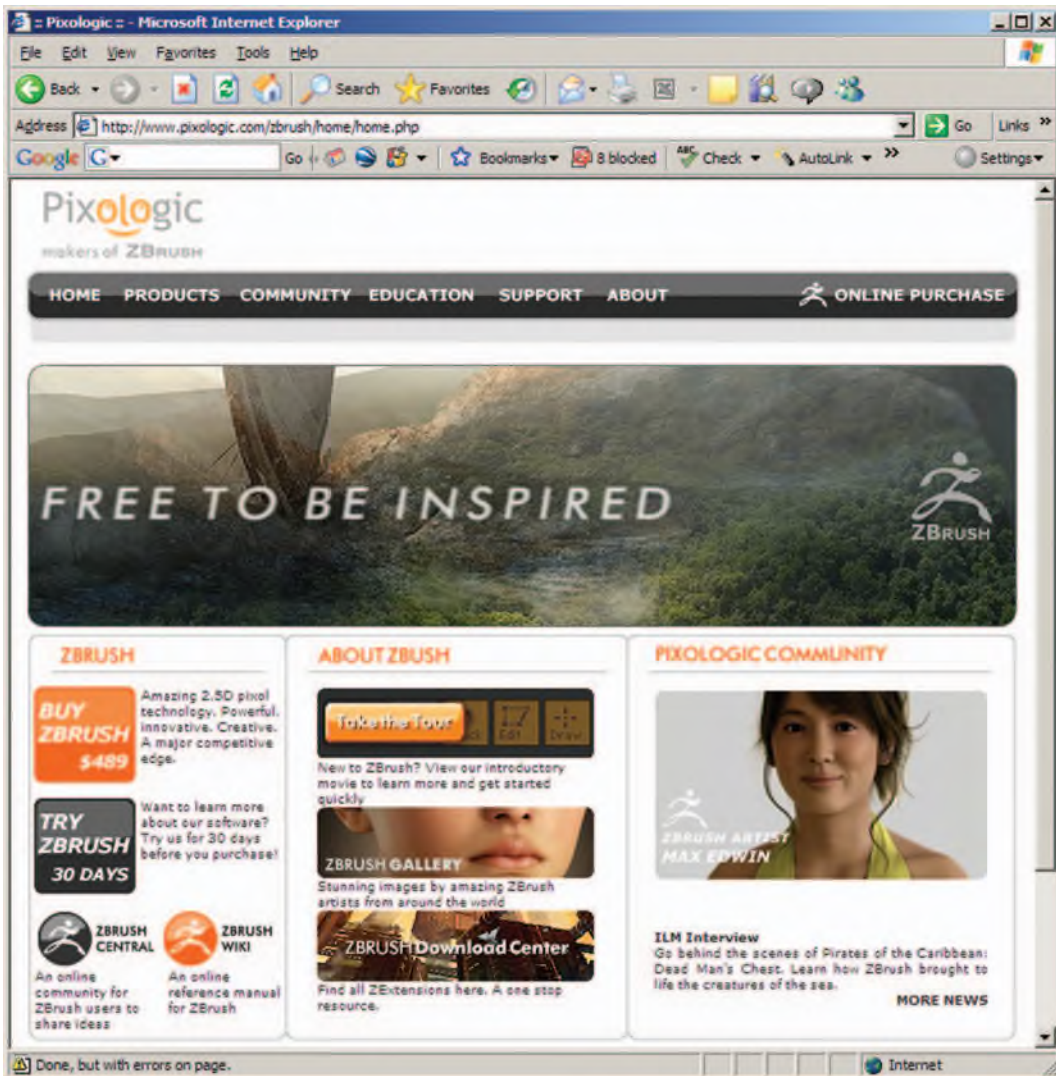 :: Pixologic :: - Microsoft Internet Explorer
File Edit View Favorites Tools Help
Back Search Favorites
Address http://www.pixologic.com/zbrush/home/home.php Go Links »
Google G Go Bookmarks 8 blocked ABC Check AutoLink » Settings
Pixologic
makers of ZBRUSH
HOME PRODUCTS COMMUNITY EDUCATION SUPPORT ABOUT ONLINE PURCHASE
FREE TO BE INSPIRED
ZBRUSH
ZBRUSH
BUY
ZBRUSH
$489
Amazing 2.5D pixol
technology. Powerful.
innovative. Creative.
A major competitive
edge.
TRY
ZBRUSH
30 DAYS
Want to learn more
about our software?
Try us for 30 days
before you purchase!
ZBRUSH
CENTRAL
An online
community for
ZBrush users to
share ideas
ZBRUSH
WIKI
An online
reference manual
for ZBrush
ABOUT ZBUSH
Take the Tour Edit Draw
New to ZBrush? View our introductory
movie to learn more and get started
quickly
ZBRUSH GALLERY
Stunning images by amazing ZBrush
artists from around the world
ZBRUSH Download Center
Find all ZExtensions here. A one stop
resource.
PIXOLOGIC COMMUNITY
ZBRUSH ARTIST
MAX EDWIN
ILM Interview
Go behind the scenes of Pirates of the Caribbean:
Dead Man's Chest. Learn how ZBrush brought to
life the creatures of the sea.
MORE NEWS
Done, but with errors on page. Internet